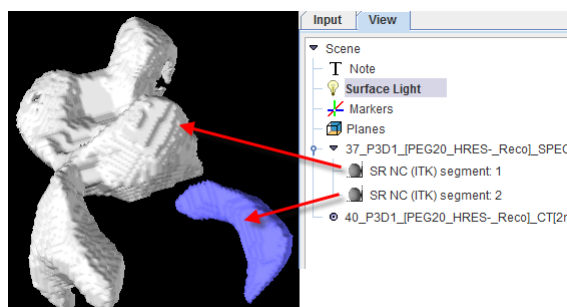 Input View
Scene
Note
Surface Light
Markers
Planes
37_P3D1_[PEG20_HRES-_Reco]_SPEC
SR NC (ITK) segment: 1
SR NC (ITK) segment: 2
40_P3D1_[PEG20_HRES-_Reco]_CT[2r